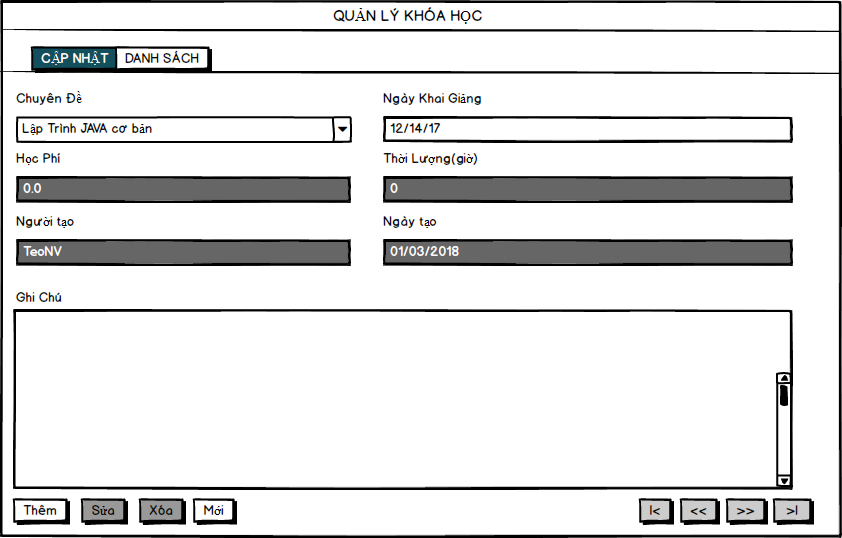 QUẢN LÝ KHÓA HỌC
CẬP NHẬT DANH SÁCH
Chuyên Đề Ngày Khai Giảng
Lập Trình JAVA cơ bản 12/14/17
Học Phí Thời Lượng(giờ)
0.0 0
Người tạo Ngày tạo
TeoNV 01/03/2018
Ghi Chú
Thêm Sửa Xóa Mới |< << >> >|